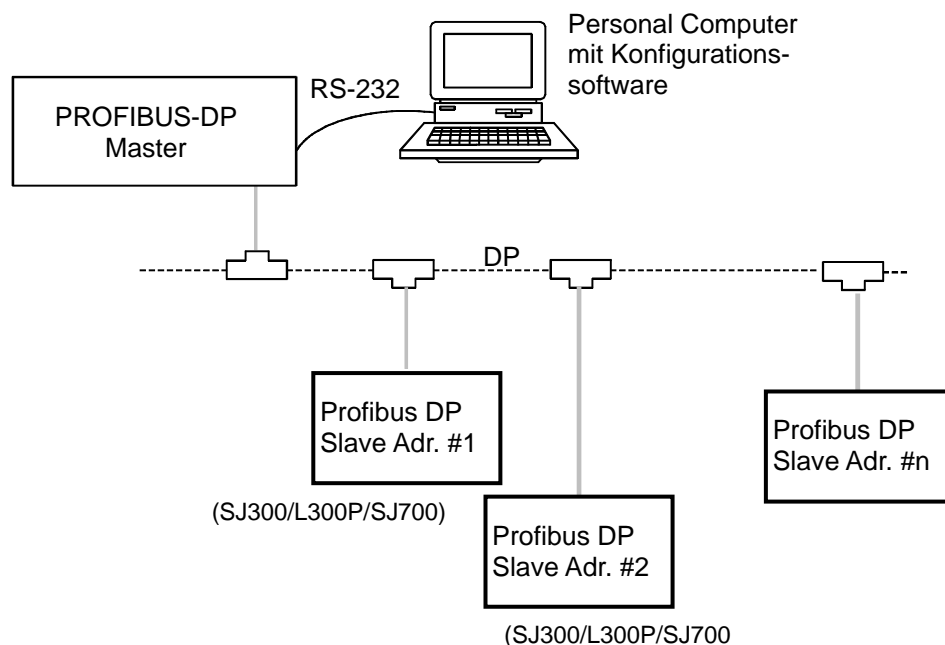 Personal Computer
mit Konfigurations-
software
RS-232
PROFIBUS-DP
Master
DP
Profibus DP
Slave Adr. #1
(SJ300/L300P/SJ700)
Profibus DP
Slave Adr. #2
(SJ300/L300P/SJ700
Profibus DP
Slave Adr. #n